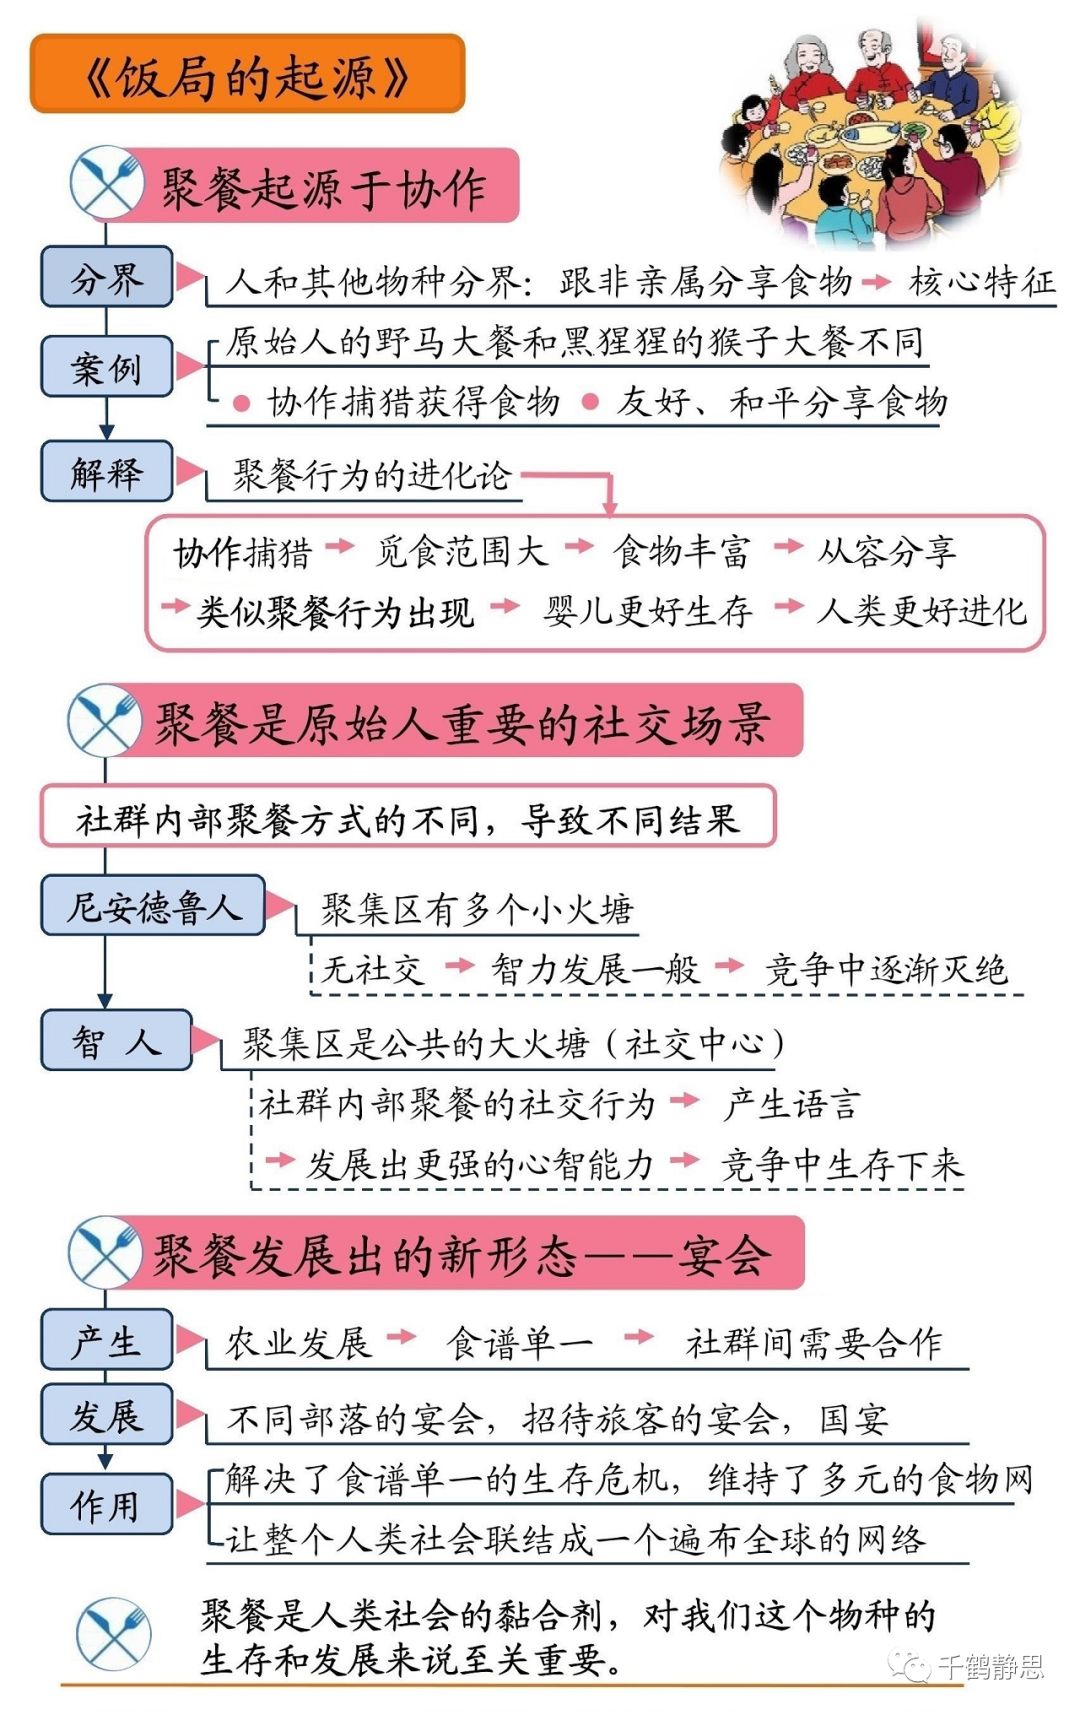 《饭局的起源》
聚餐起源于协作
分界
人和其他物种分界：跟非亲属分享食物→核心特征
案例
原始人的野马大餐和黑猩猩的猴子大餐不同
● 协作捕猎获得食物 ● 友好、和平分享食物
解释
聚餐行为的进化论
协作捕猎→觅食范围大→食物丰富→从容分享
→类似聚餐行为出现→婴儿更好生存→人类更好进化
聚餐是原始人重要的社交场景
社群内部聚餐方式的不同，导致不同结果
尼安德鲁人
聚集区有多个小火塘
无社交→智力发展一般→竞争中逐渐灭绝
智人
聚集区是公共的大火塘（社交中心）
社群内部聚餐的社交行为→产生语言
→发展出更强的心智能力→竞争中生存下来
聚餐发展出的新形态——宴会
产生
农业发展→食谱单一→社群间需要合作
发展
不同部落的宴会，招待旅客的宴会，国宴
作用
解决了食谱单一的生存危机，维持了多元的食物网
让整个人类社会联结成一个遍布全球的网络
聚餐是人类社会的黏合剂，对我们这个物种的
生存和发展来说至关重要。
千鹤静思